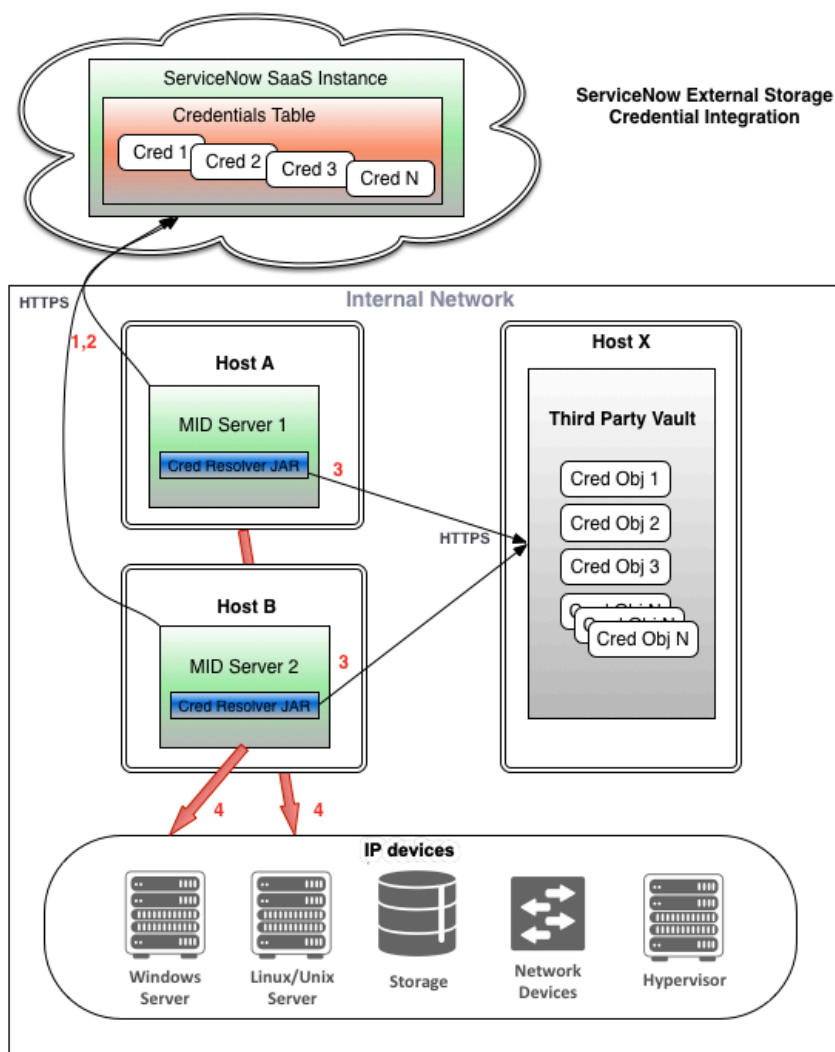 ServiceNow SaaS Instance
Credentials Table
Cred 1
Cred 2
Cred 3
Cred N
ServiceNow External Storage
Credential Integration
HTTPS
1,2
Internal Network
Host A
MID Server 1
Cred Resolver JAR
3
HTTPS
Host B
MID Server 2
Cred Resolver JAR
3
Host X
Third Party Vault
Cred Obj 1
Cred Obj 2
Cred Obj 3
Cred Obj N
4
4
IP devices
Windows
Server
Linux/Unix
Server
Storage
Network
Devices
Hypervisor